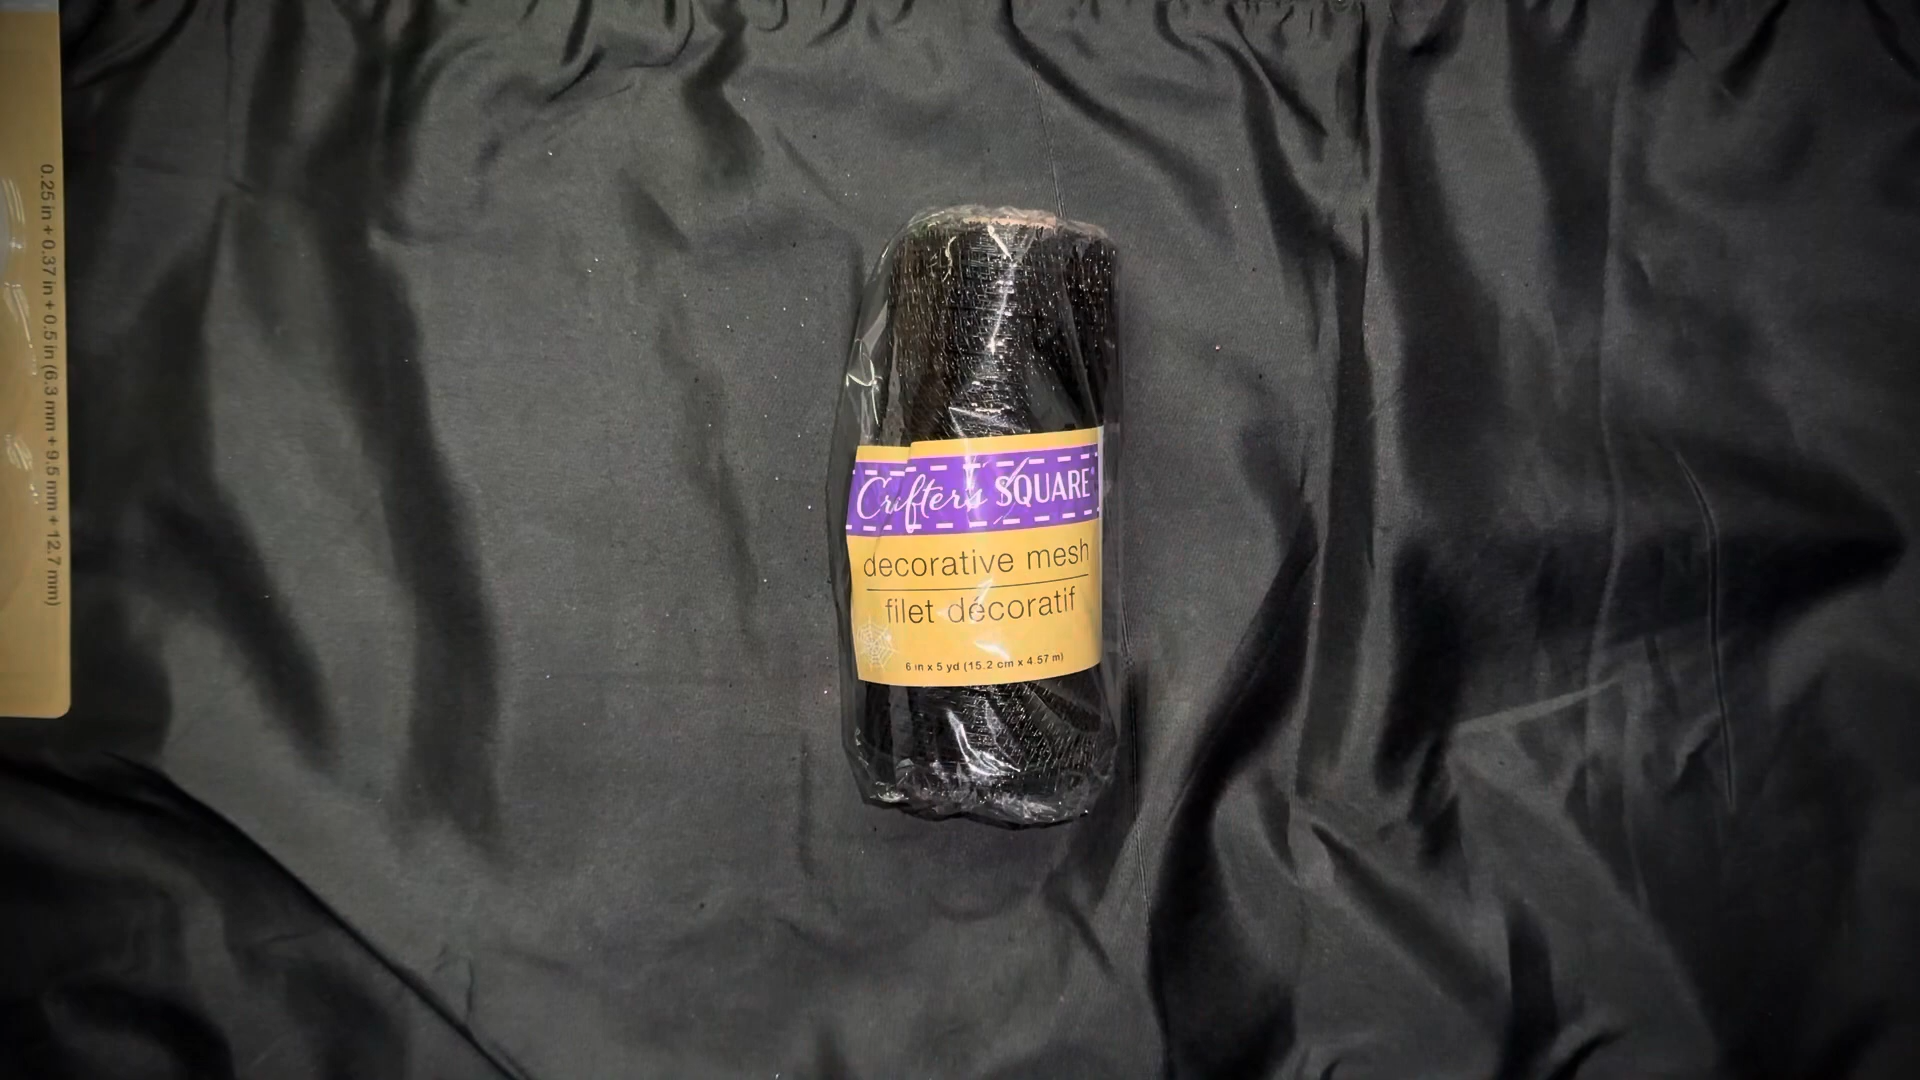 0.25 in + 0.37 in + 0.5 in (6.3 mm + 9.5 mm + 12.7 mm)
Crafter's SQUARE
decorative mesh
filet décoratif
6 in x 5 yd (15.2 cm x 4.57 m)